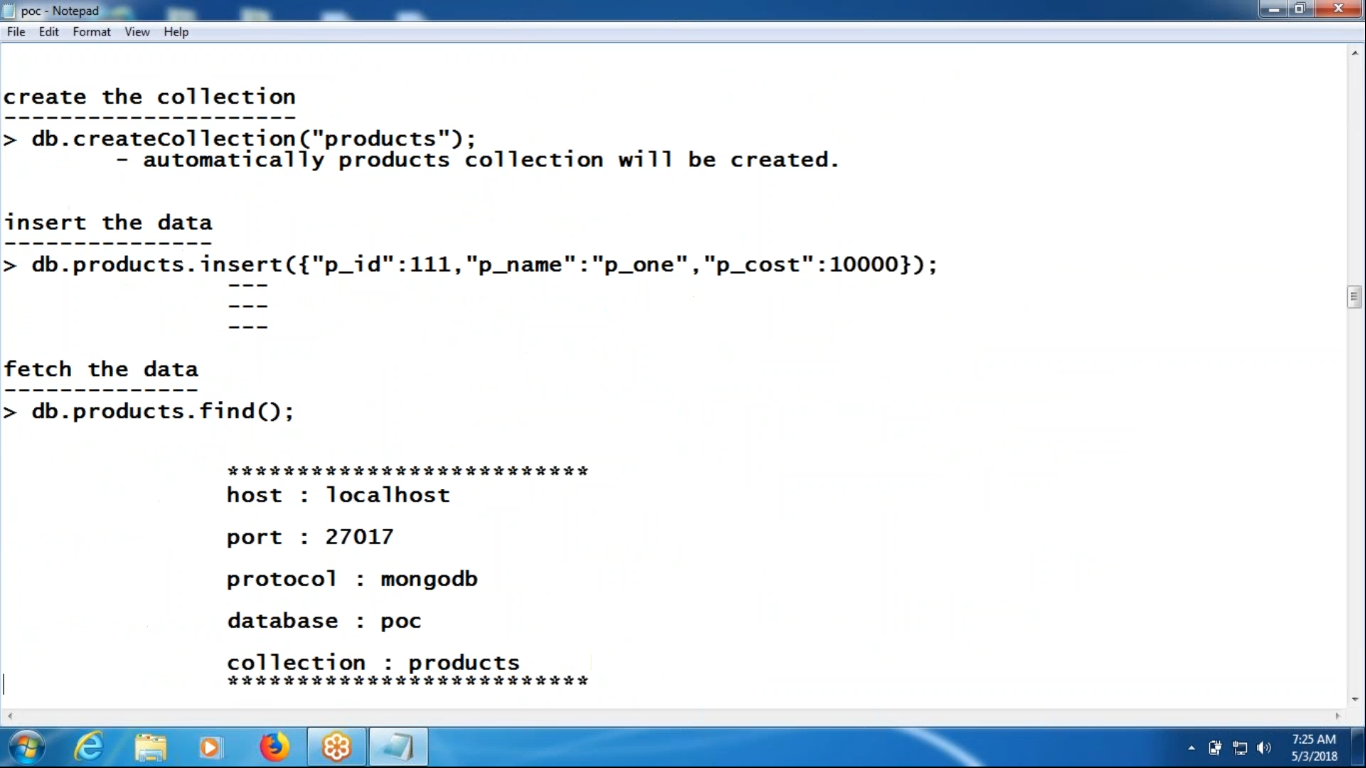 poc - Notepad
File Edit Format View Help
create the collection
---------------------
> db.createCollection("products");
- automatically products collection will be created.
insert the data
---------------
> db.products.insert({"p_id":111,"p_name":"p_one","p_cost":10000});
---
---
---
fetch the data
--------------
> db.products.find();
**************************
host : localhost
port : 27017
protocol : mongodb
database : poc
collection : products
**************************
7:25 AM
5/3/2018